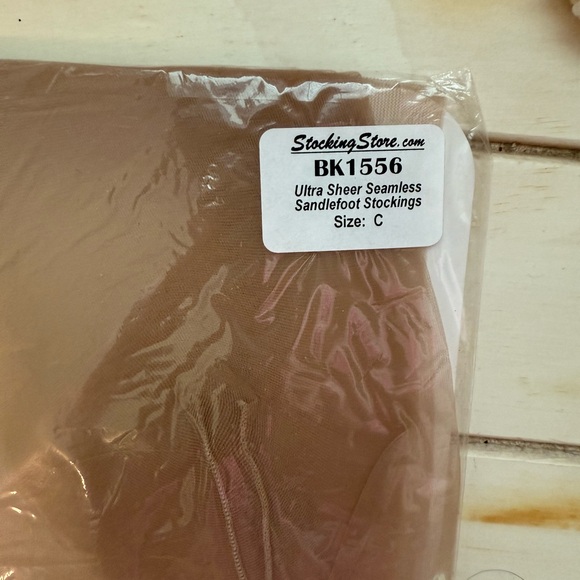 StockingStore.com
BK1556
Ultra Sheer Seamless
Sandlefoot Stockings
Size: C